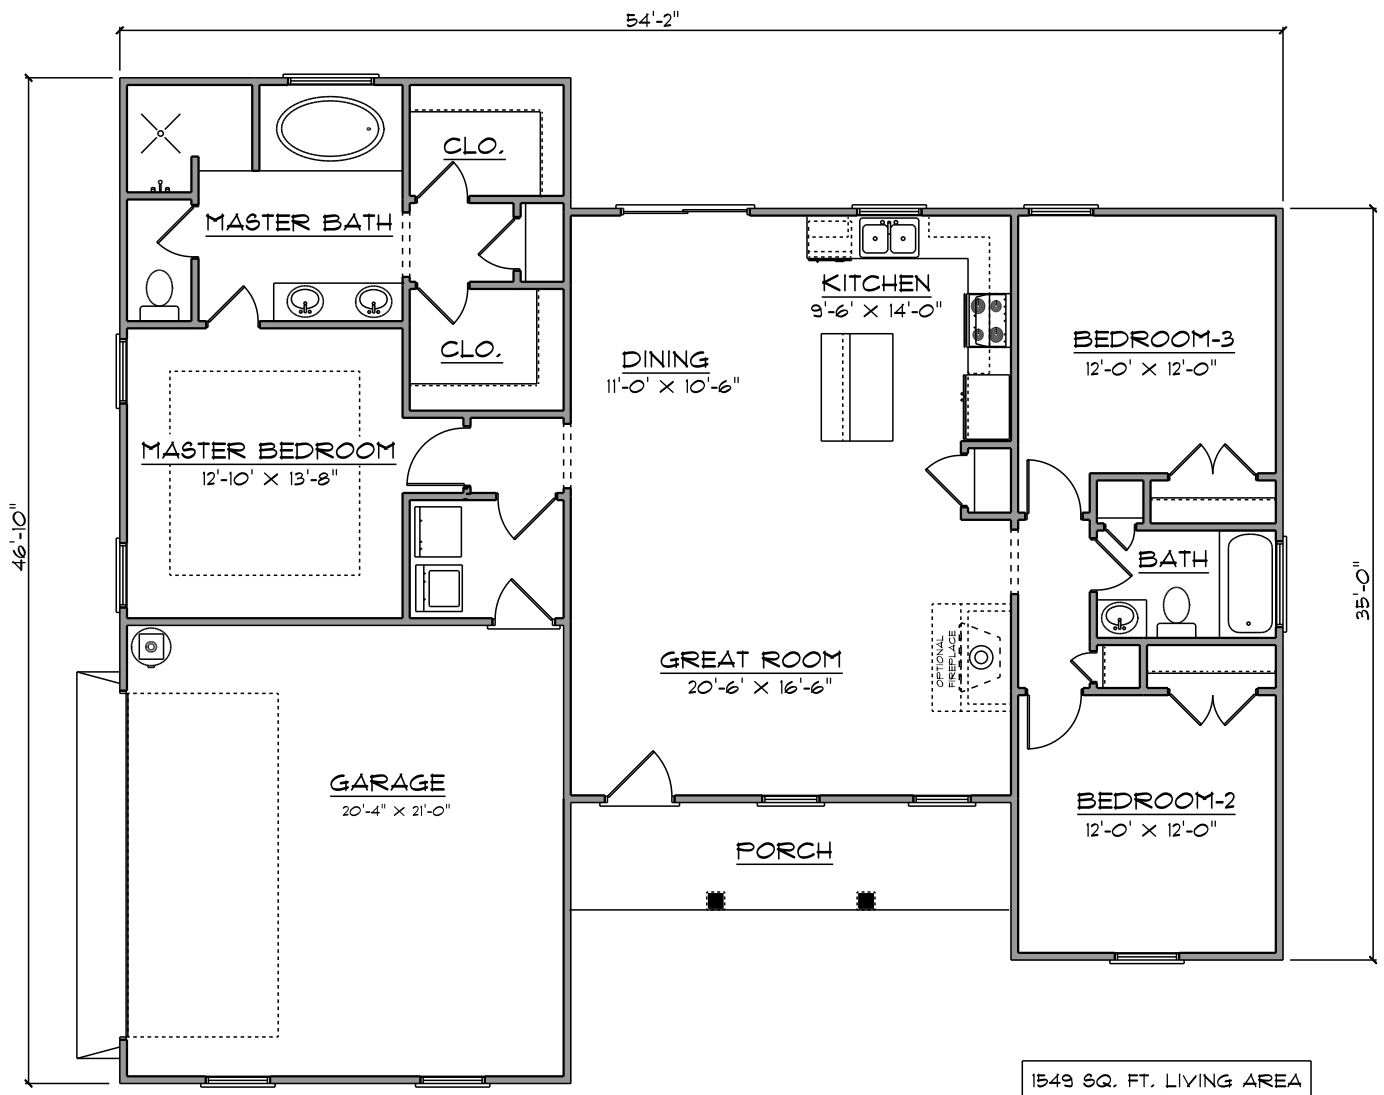 54'-2"
CLO.
MASTER BATH
KITCHEN
9'-6' X 14'-0"
BEDROOM-3
12'-0' X 12'-0"
CLO.
DINING
11'-0' X 10'-6"
MASTER BEDROOM
12'-10' X 13'-8"
46'-10"
BATH
35'-0"
GREAT ROOM
20'-6' X 16'-6"
OPTIONAL
FIREPLACE
GARAGE
20'-4" X 21'-0"
BEDROOM-2
12'-0' X 12'-0"
PORCH
1549 SQ. FT. LIVING AREA